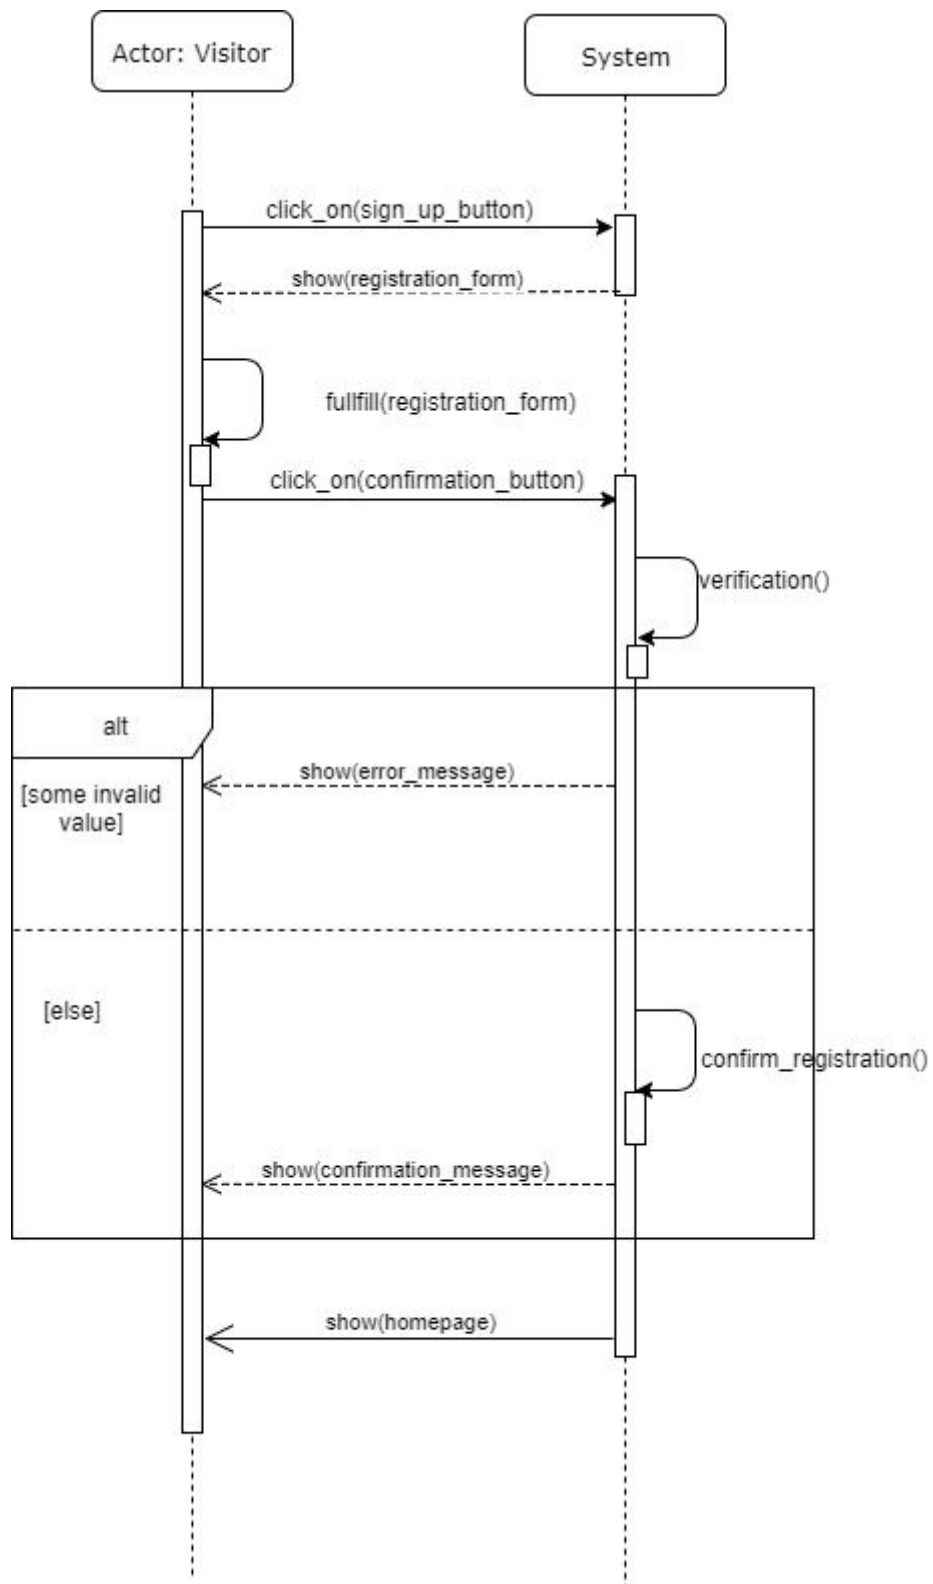 Actor: Visitor
System
click_on(sign_up_button)
show(registration_form)
fullfill(registration_form)
click_on(confirmation_button)
verification()
alt
show(error_message)
[some invalid
value]
[else]
confirm_registration()
show(confirmation_message)
show(homepage)